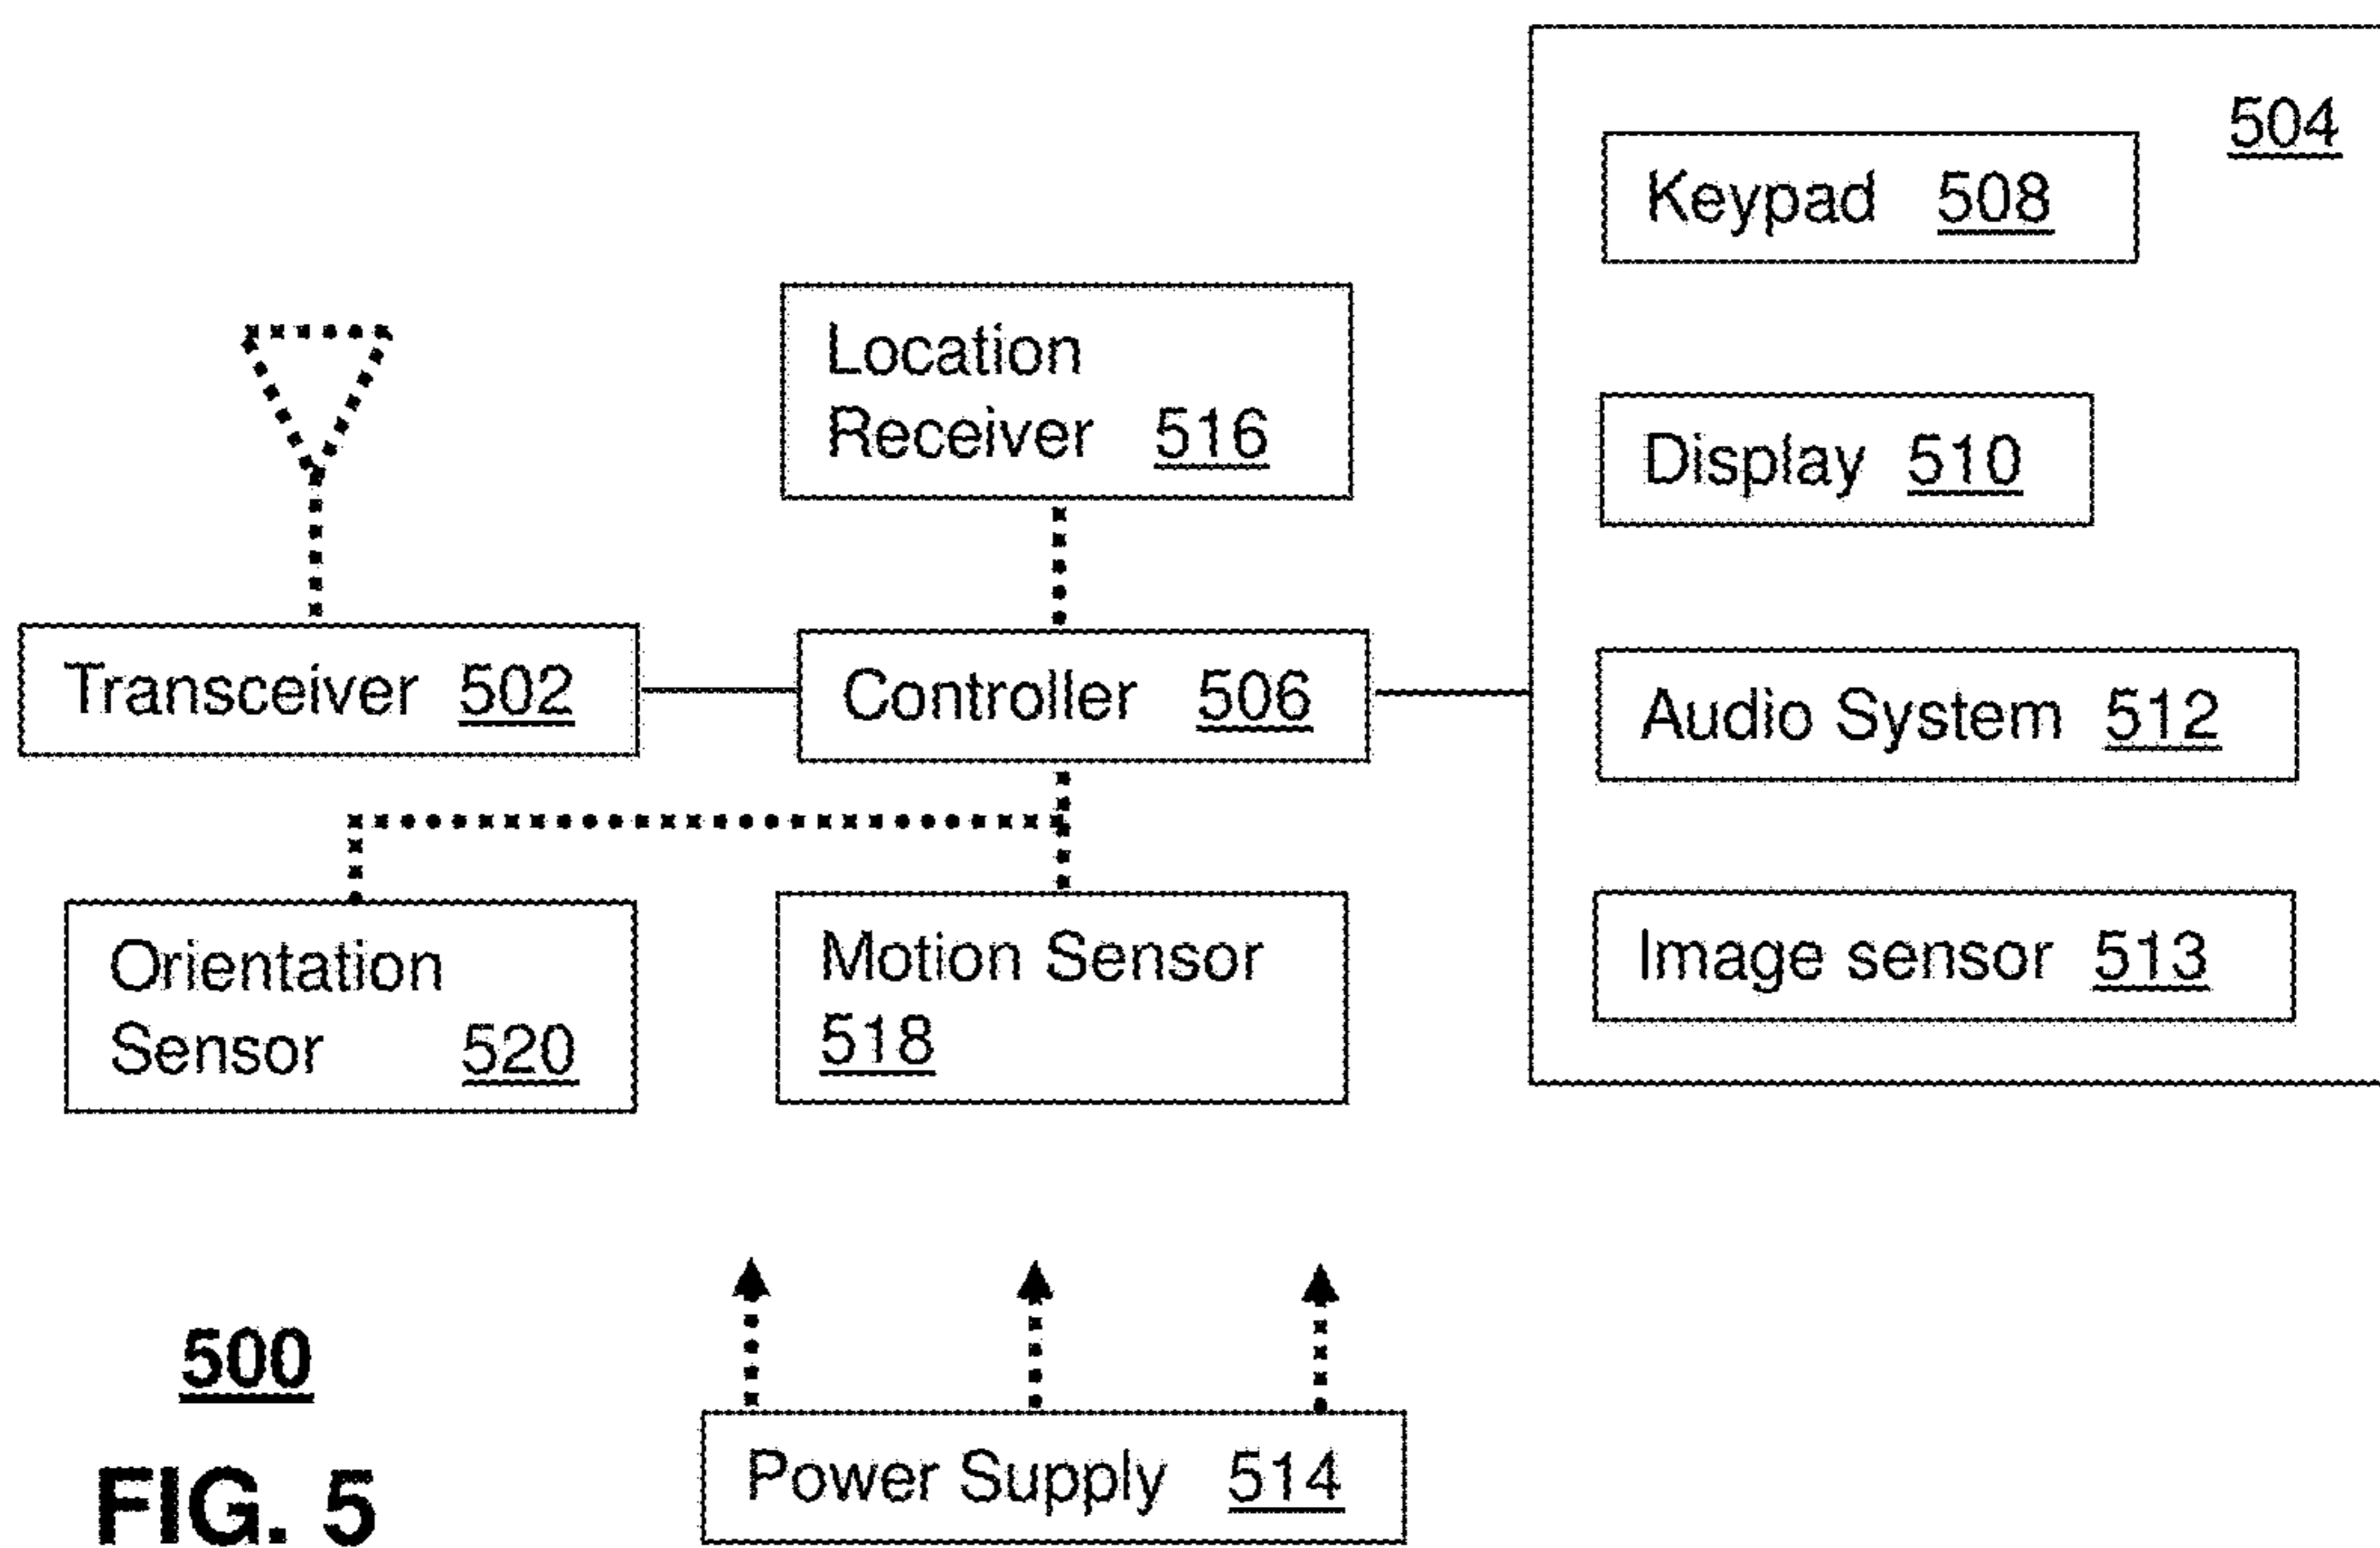 504
Keypad 508
Location
Receiver 516
Display 510
Transceiver 502
Controller 506
Audio System 512
Orientation
Sensor 520
Motion Sensor
518
Image sensor 513
500
Power Supply 514
FIG. 5